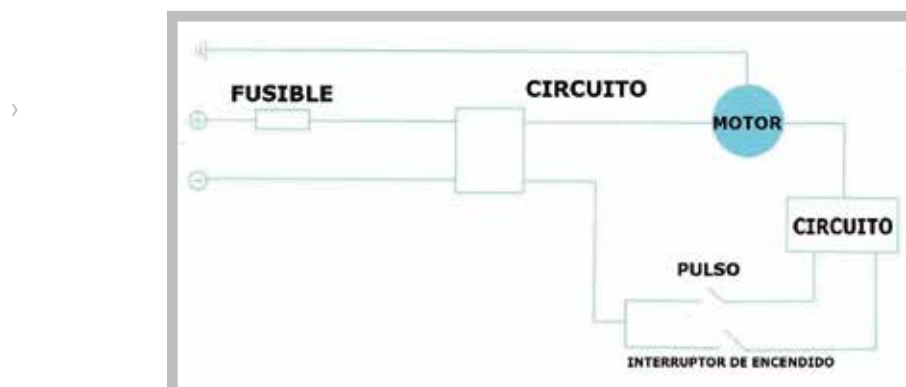 FUSIBLE
CIRCUITO
MOTOR
CIRCUITO
PULSO
INTERRUPTOR DE ENCENDIDO